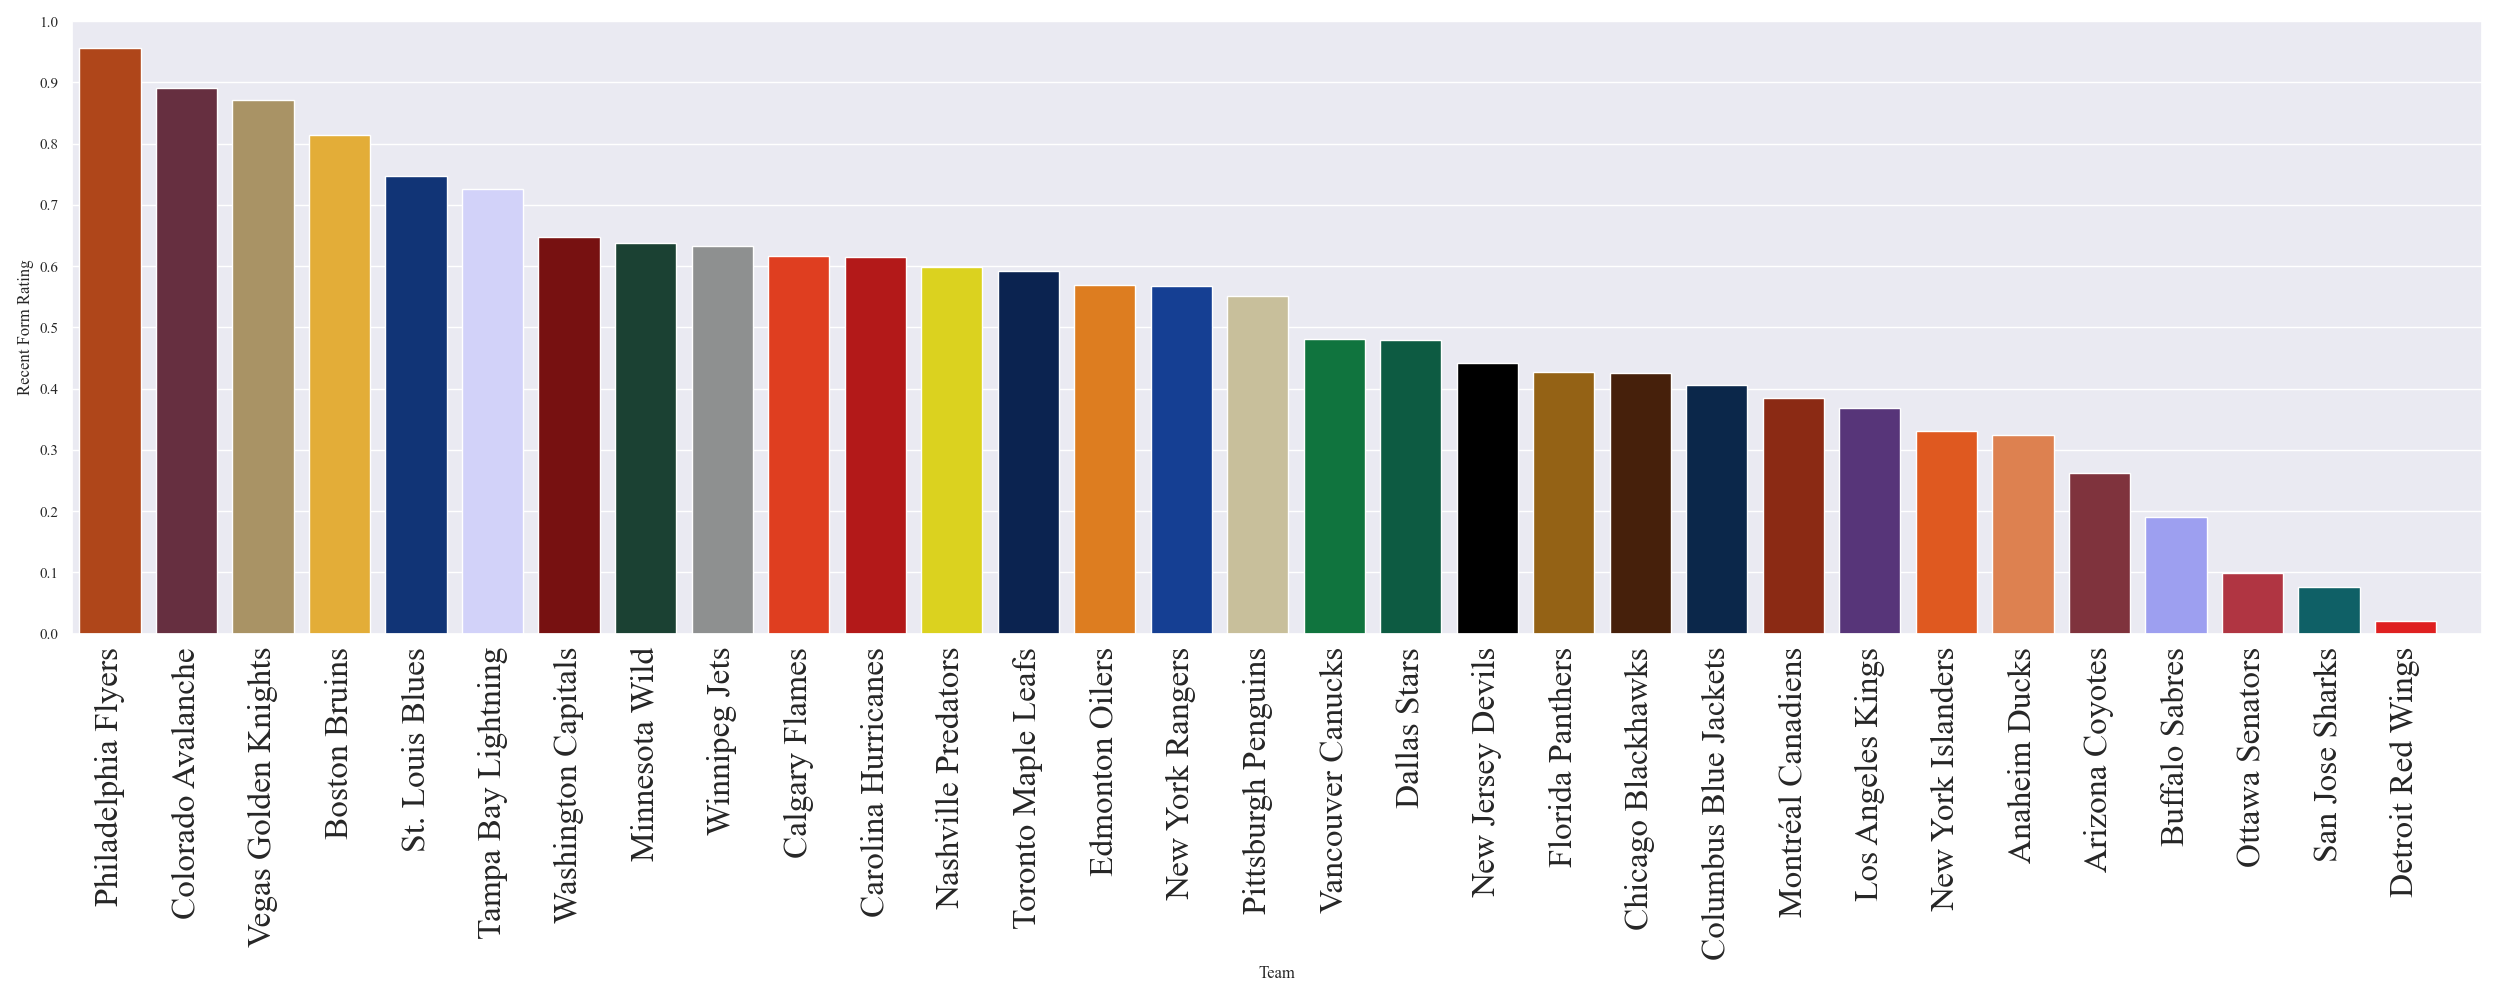 1.0
0.9
0.8
0.7
0.6
0.5
0.4
0.3
0.2
0.1
0.0
Recent Form Rating
Philadelphia Flyers
Colorado Avalanche
Vegas Golden Knights
Boston Bruins
St. Louis Blues
Tampa Bay Lightning
Washington Capitals
Minnesota Wild
Winnipeg Jets
Calgary Flames
Carolina Hurricanes
Nashville Predators
Toronto Maple Leafs
Edmonton Oilers
New York Rangers
Pittsburgh Penguins
Vancouver Canucks
Dallas Stars
New Jersey Devils
Florida Panthers
Chicago Blackhawks
Columbus Blue Jackets
Montréal Canadiens
Los Angeles Kings
New York Islanders
Anaheim Ducks
Arizona Coyotes
Buffalo Sabres
Ottawa Senators
San Jose Sharks
Detroit Red Wings
Team